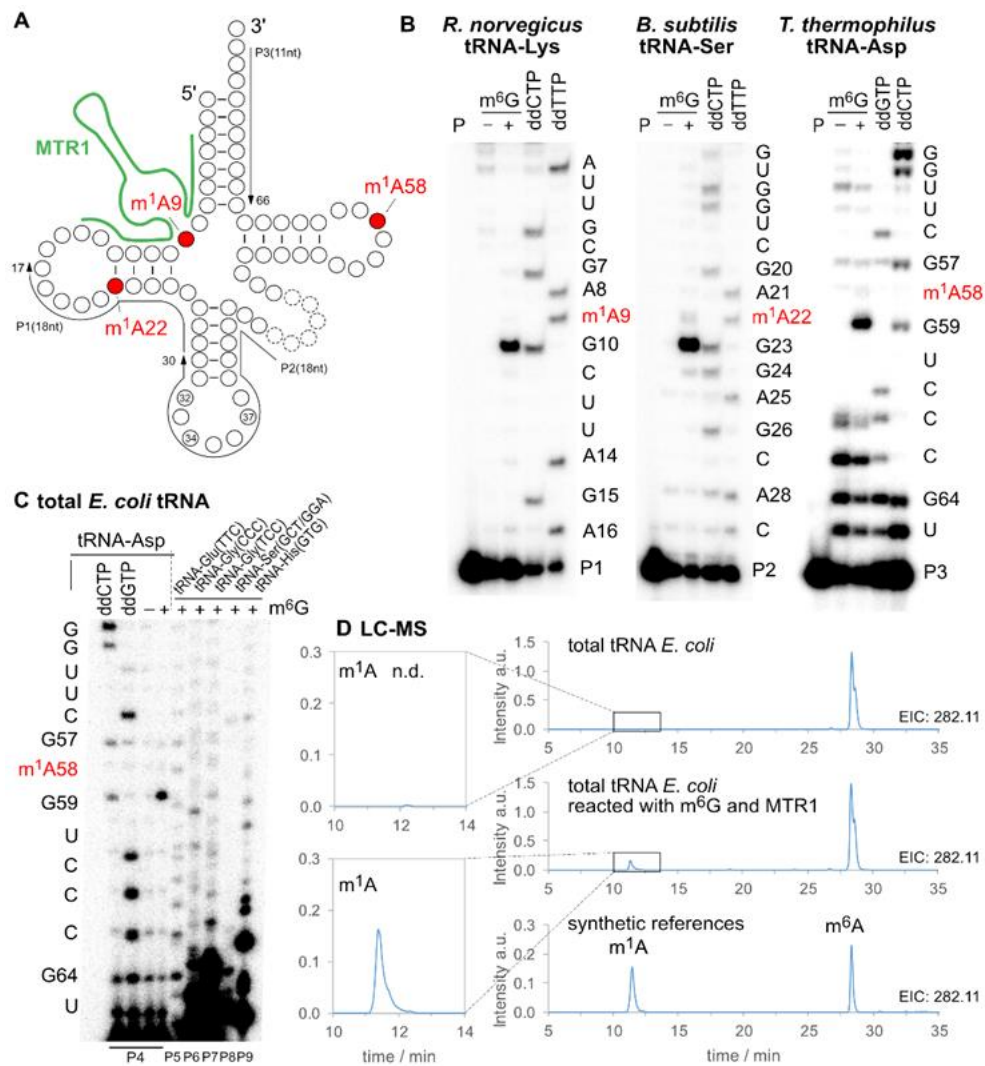 A
3'
P3(11nt)
5'
MTR1
m¹A9
m¹A58
66
17
P1(18nt)
m¹A22
30
P2(18nt)
32
37
34
B
R. norvegicus
tRNA-Lys
B. subtilis
tRNA-Ser
T. thermophilus
tRNA-Asp
P
m⁶G
– +
ddCTP
ddTTP
A
U
U
G
C
G7
A8
m¹A9
G10
C
U
U
A14
G15
A16
P1
P
m⁶G
– +
ddCTP
ddTTP
G
U
G
G
U
C
G20
A21
m¹A22
G23
G24
A25
G26
C
A28
C
P2
P
m⁶G
– +
ddGTP
ddCTP
G
G
U
U
C
G57
m¹A58
G59
U
C
C
C
G64
U
P3
C total E. coli tRNA
tRNA-Asp
ddCTP
ddGTP
tRNA-Glu(TTC)
tRNA-Gly(CCC)
tRNA-Gly(TCC)
tRNA-Ser(GCT/GGA)
tRNA-His(GTG)
– + + + + + + m⁶G
G
G
U
U
C
G57
m¹A58
G59
U
C
C
C
G64
U
P4 P5 P6 P7 P8 P9
D LC-MS
m¹A n.d.
0.3
0.2
0.1
0.0
10 12 14
m¹A
0.3
0.2
0.1
0.0
10 12 14
time / min
total tRNA E. coli
Intensity a.u.
1.5
1.0
0.5
0.0
EIC: 282.11
5 10 15 20 25 30 35
total tRNA E. coli
reacted with m⁶G and MTR1
Intensity a.u.
1.5
1.0
0.5
0.0
EIC: 282.11
5 10 15 20 25 30 35
synthetic references
m¹A
m⁶A
Intensity a.u.
0.3
0.2
0.1
0.0
EIC: 282.11
5 10 15 20 25 30 35
time / min